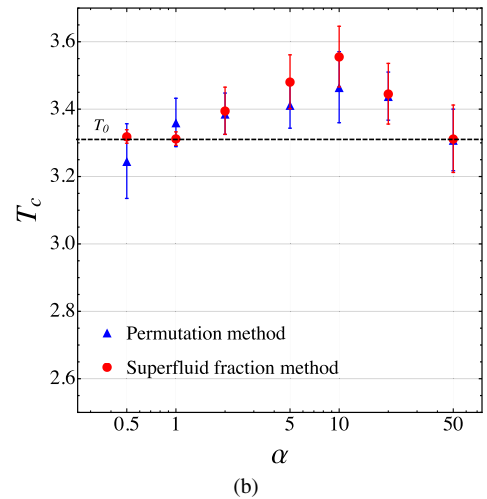 3.6
3.4
3.2
3.0
2.8
2.6
T₀
T_c
Permutation method
Superfluid fraction method
0.5 1 5 10 50
α
(b)